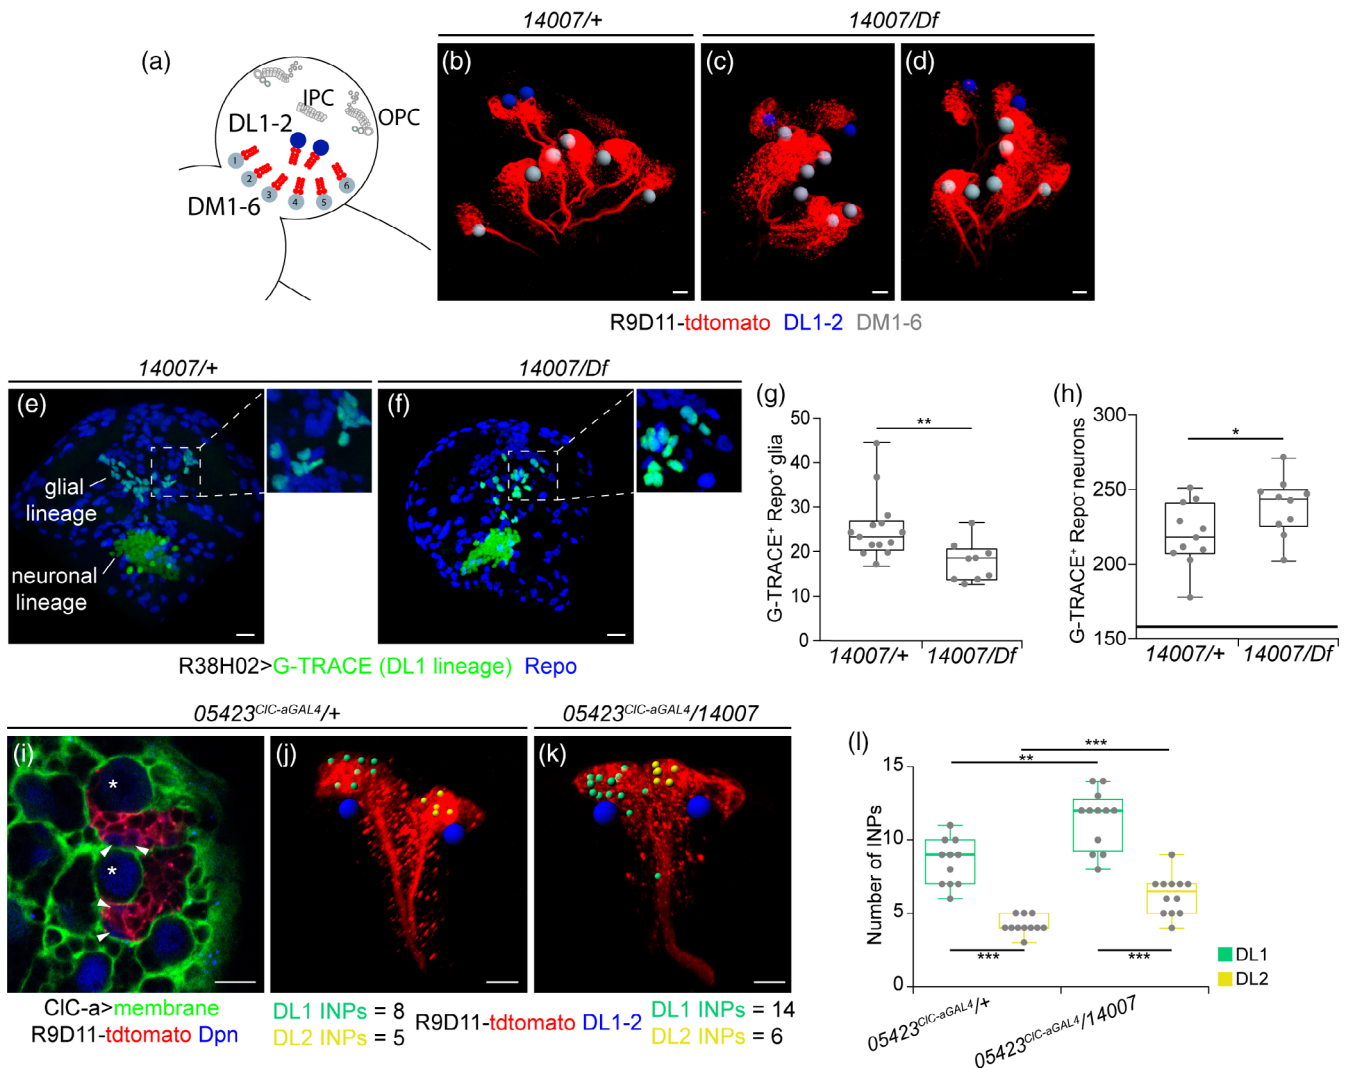 14007/+
14007/Df
(a)
IPC
OPC
DL1-2
1
2
3
4
5
6
DM1-6
(b)
(c)
(d)
R9D11-tdtomato DL1-2 DM1-6
14007/+
14007/Df
(e)
glial
lineage
neuronal
lineage
(f)
R38H02>G-TRACE (DL1 lineage) Repo
(g)
G-TRACE⁺ Repo⁺ glia
50
40
30
20
10
0
**
14007/+
14007/Df
(h)
G-TRACE⁺ Repo⁻ neurons
300
250
200
150
*
14007/+
14007/Df
05423ClC-aGAL4/+
05423ClC-aGAL4/14007
(i)
*
*
ClC-a>membrane
R9D11-tdtomato Dpn
(j)
DL1 INPs = 8
DL2 INPs = 5
R9D11-tdtomato DL1-2
(k)
DL1 INPs = 14
DL2 INPs = 6
(l)
Number of INPs
15
10
5
0
***
**
***
***
DL1
DL2
05423ClC-aGAL4/+
05423ClC-aGAL4/14007